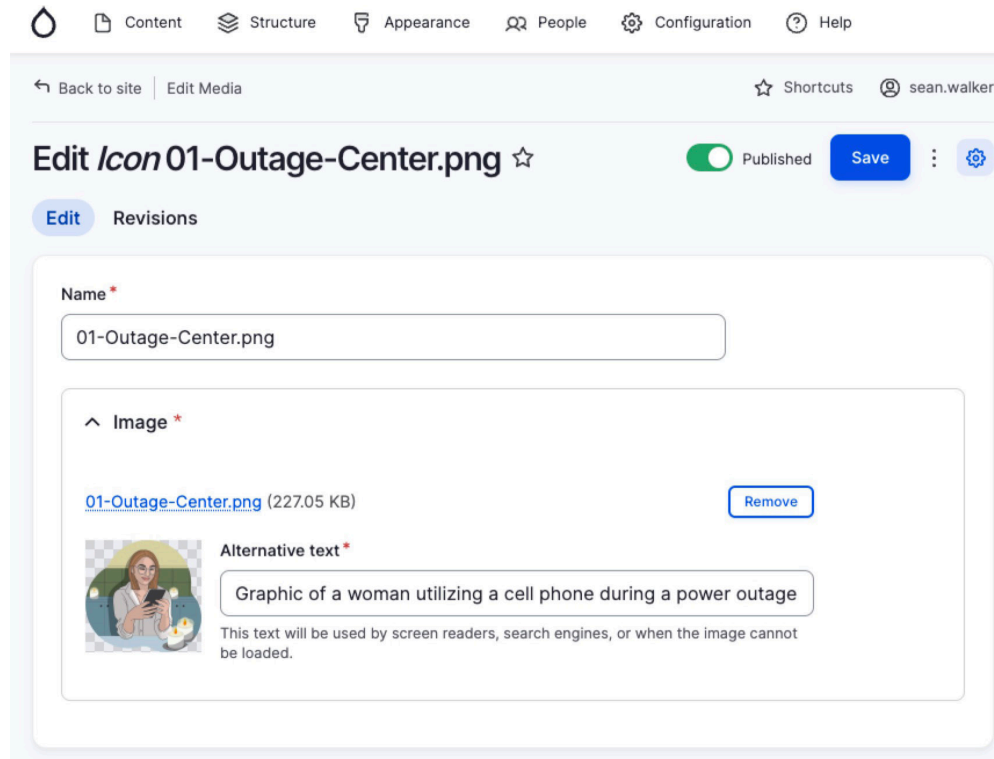 Content Structure Appearance People Configuration Help
Back to site Edit Media Shortcuts sean.walker
Edit Icon 01-Outage-Center.png Published Save
Edit Revisions
Name *
01-Outage-Center.png
Image *
01-Outage-Center.png (227.05 KB) Remove
Alternative text *
Graphic of a woman utilizing a cell phone during a power outage
This text will be used by screen readers, search engines, or when the image cannot
be loaded.